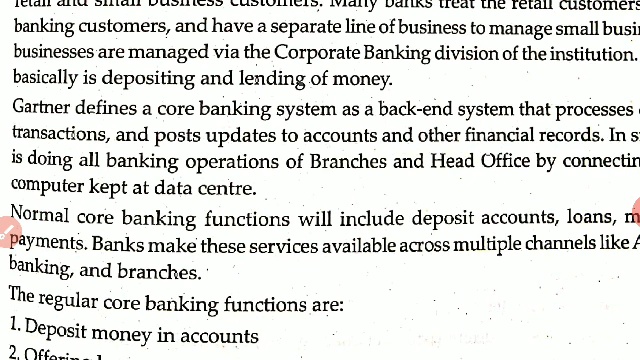 retail and small business customers. Many banks treat the retail customers
banking customers, and have a separate line of business to manage small
businesses are managed via the Corporate Banking division of the institution.
basically is depositing and lending of money.
Gartner defines a core banking system as a back-end system that processes
transactions, and posts updates to accounts and other financial records. In
is doing all banking operations of Branches and Head Office by
computer kept at data centre.
Normal core banking functions will include deposit accounts, loans,
payments. Banks make these services available across multiple channels like
banking, and branches.
The regular core banking functions are:
1. Deposit money in accounts
2.